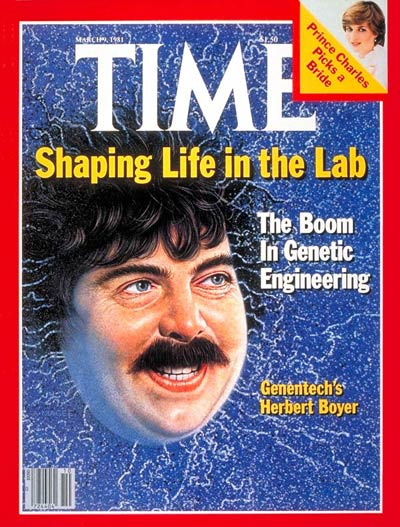 MARCH 9, 1981
$1.50
TIME
Prince Charles
Picks a
Bride
Shaping Life in the Lab
The Boom
In Genetic
Engineering
Genentech's
Herbert Boyer